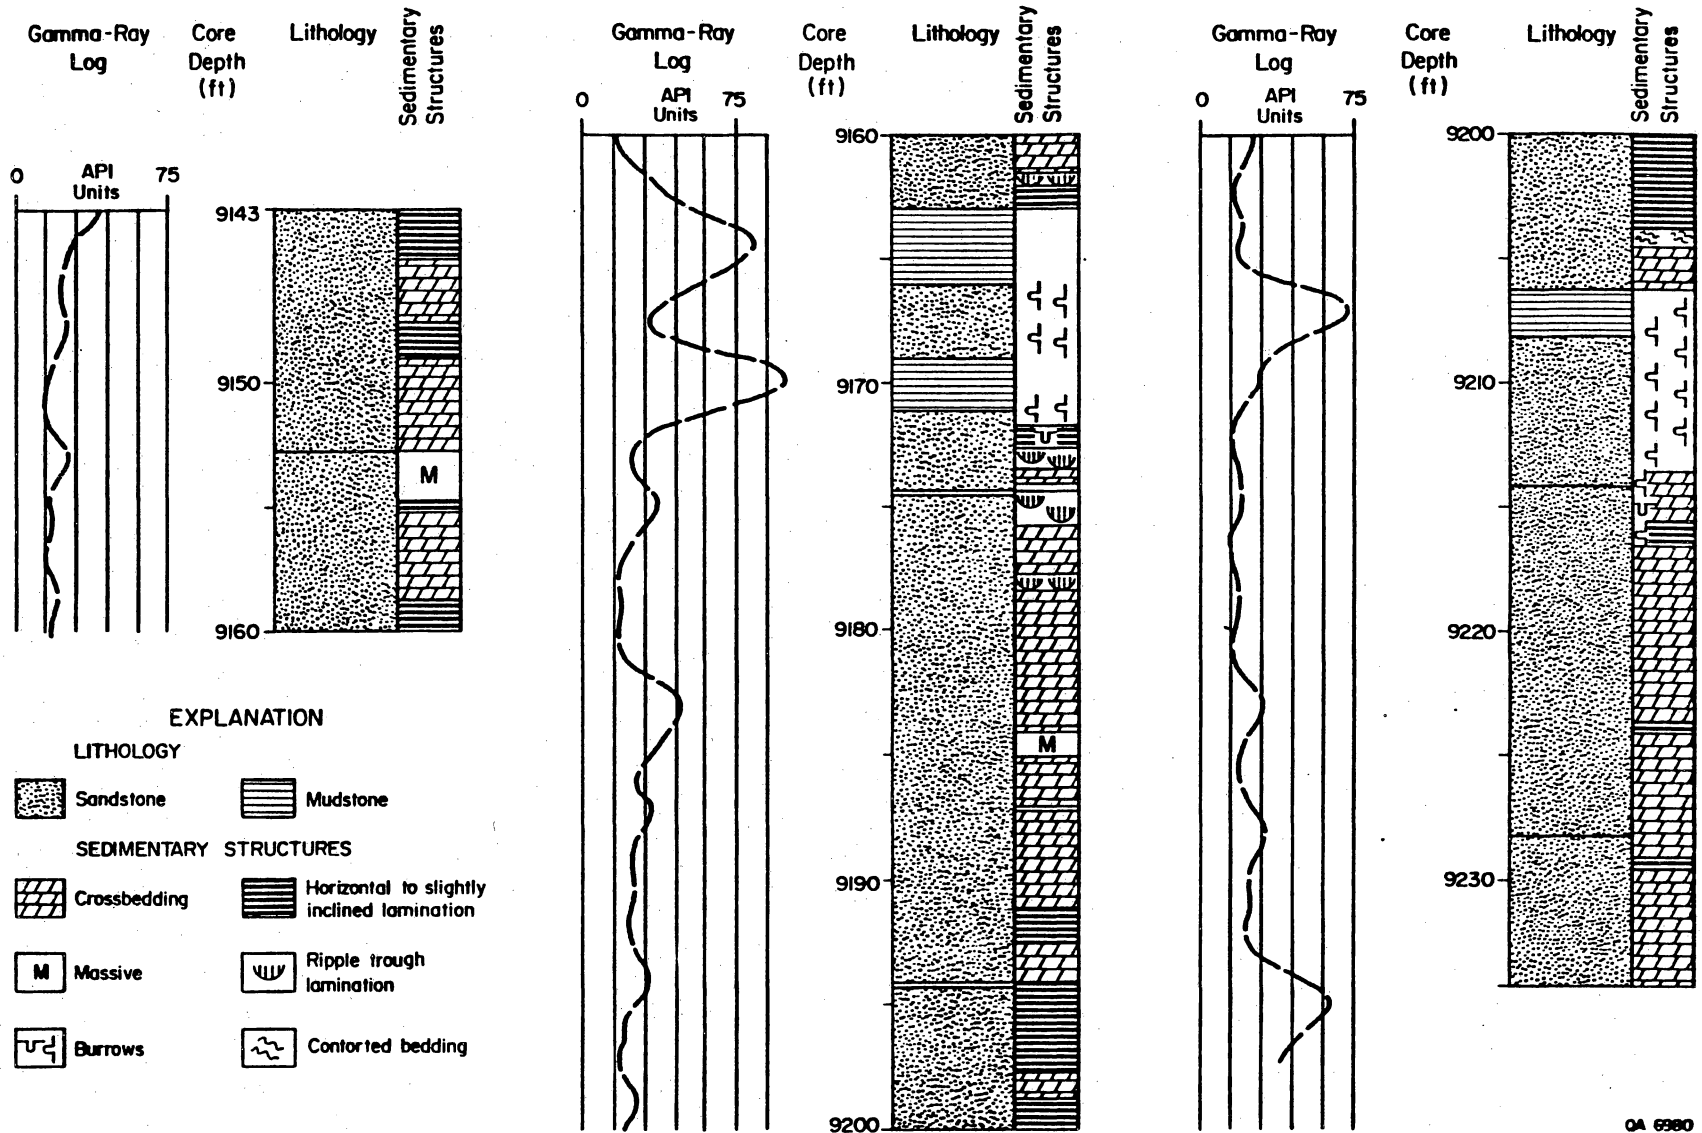 Gamma-Ray
Log
Core
Depth
(ft)
Lithology
Sedimentary
Structures
0
API
Units
75
9143
9150
9160
M
Gamma-Ray
Log
Core
Depth
(ft)
Lithology
Sedimentary
Structures
0
API
Units
75
9160
9170
9180
9190
9200
M
Gamma-Ray
Log
Core
Depth
(ft)
Lithology
Sedimentary
Structures
0
API
Units
75
9200
9210
9220
9230
EXPLANATION
LITHOLOGY
Sandstone
Mudstone
SEDIMENTARY STRUCTURES
Crossbedding
Horizontal to slightly
inclined lamination
M
Massive
Ripple trough
lamination
Burrows
Contorted bedding
QA 6980